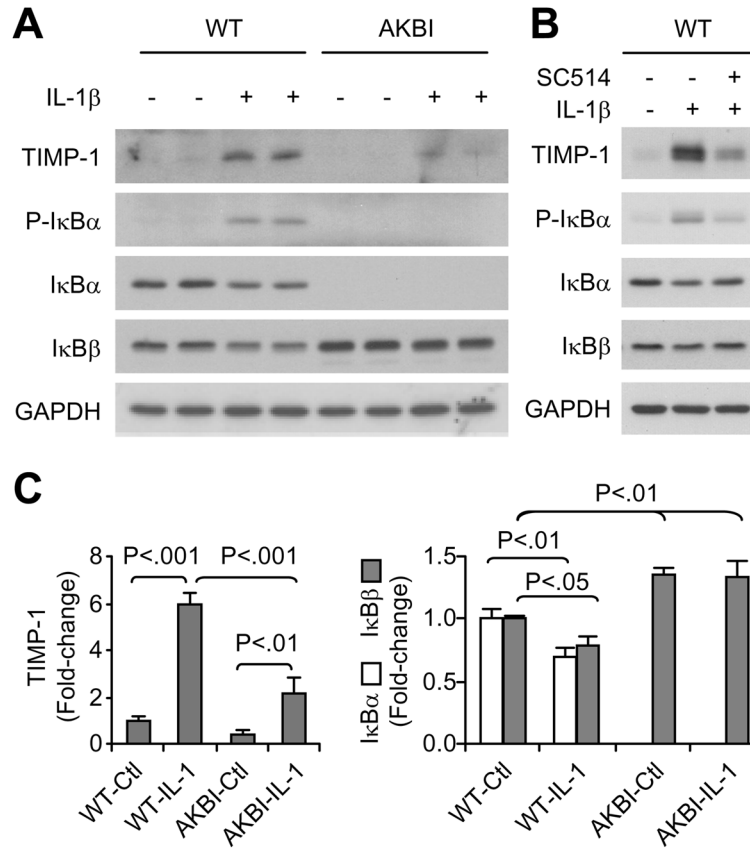 A
WT AKBI
IL-1β - - + + - - + +
TIMP-1
P-IκBα
IκBα
IκBβ
GAPDH
B
WT
SC514 - - +
IL-1β - + +
TIMP-1
P-IκBα
IκBα
IκBβ
GAPDH
C
TIMP-1
(Fold-change)
8
6
4
2
0
P<.001
P<.001
P<.01
WT-Ctl
WT-IL-1
AKBI-Ctl
AKBI-IL-1
IκBα IκBβ
(Fold-change)
1.5
1.0
0.5
0.0
P<.01
P<.01
P<.05
WT-Ctl
WT-IL-1
AKBI-Ctl
AKBI-IL-1